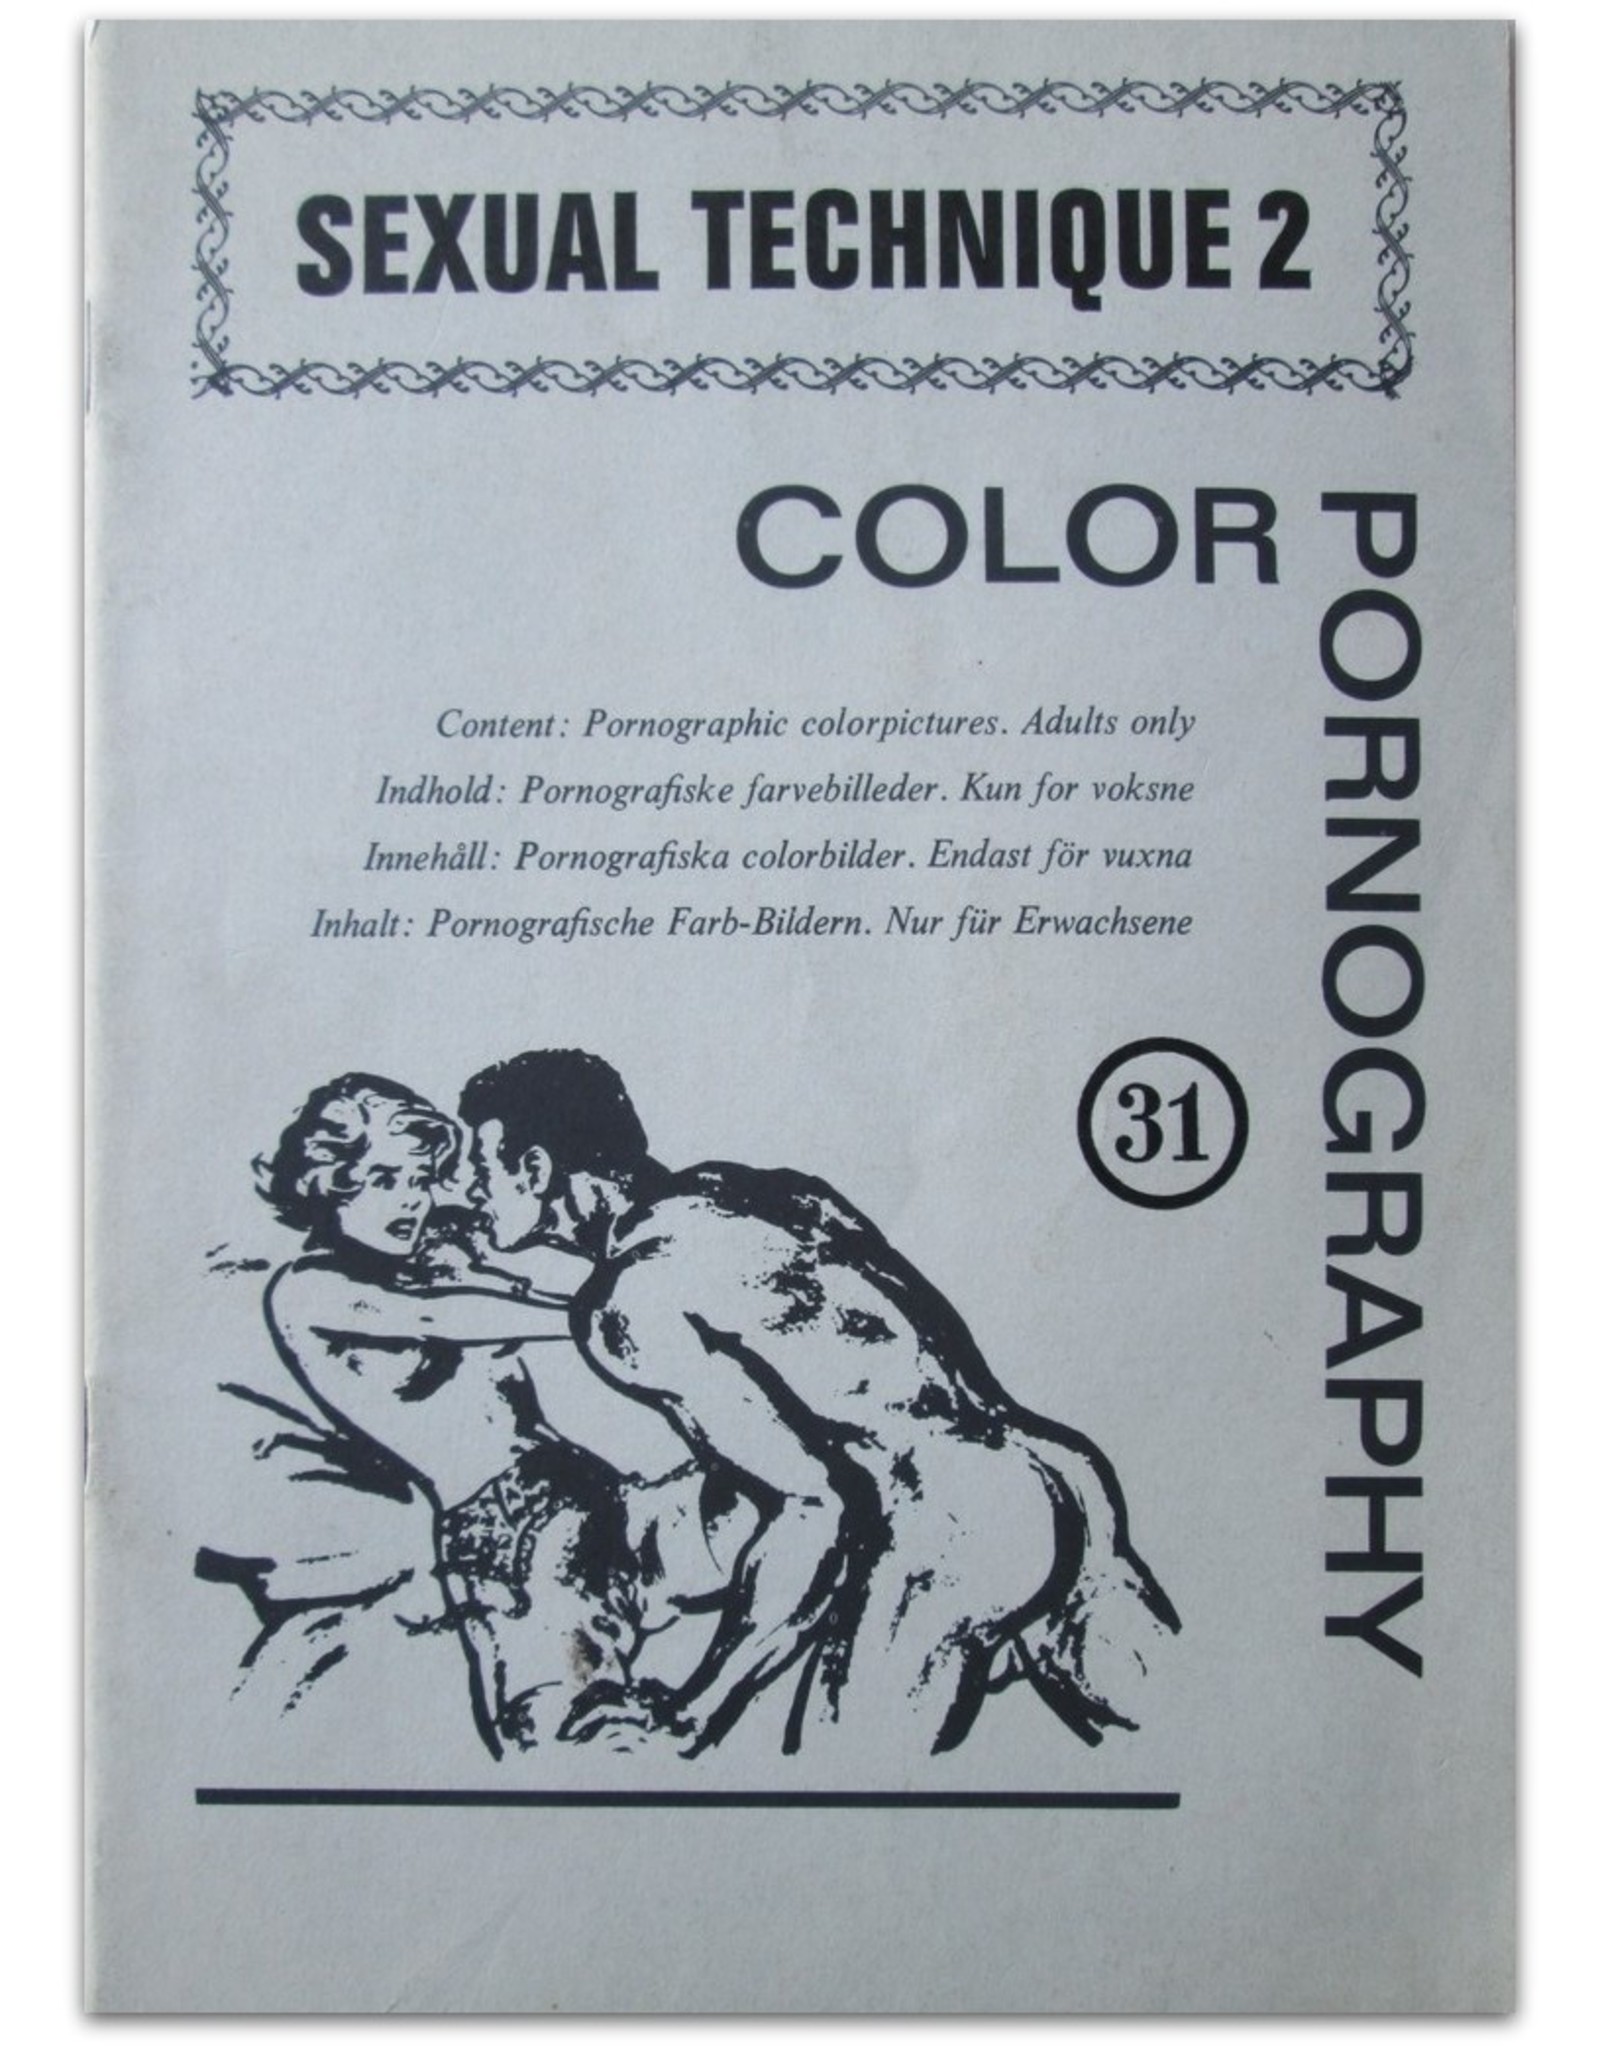 SEXUAL TECHNIQUE 2
COLOR
PORNOGRAPHY
Content: Pornographic colorpictures. Adults only
Indhold: Pornografiske farvebilleder. Kun for voksne
Innehåll: Pornografiska colorbilder. Endast för vuxna
Inhalt: Pornografische Farb-Bildern. Nur für Erwachsene
31